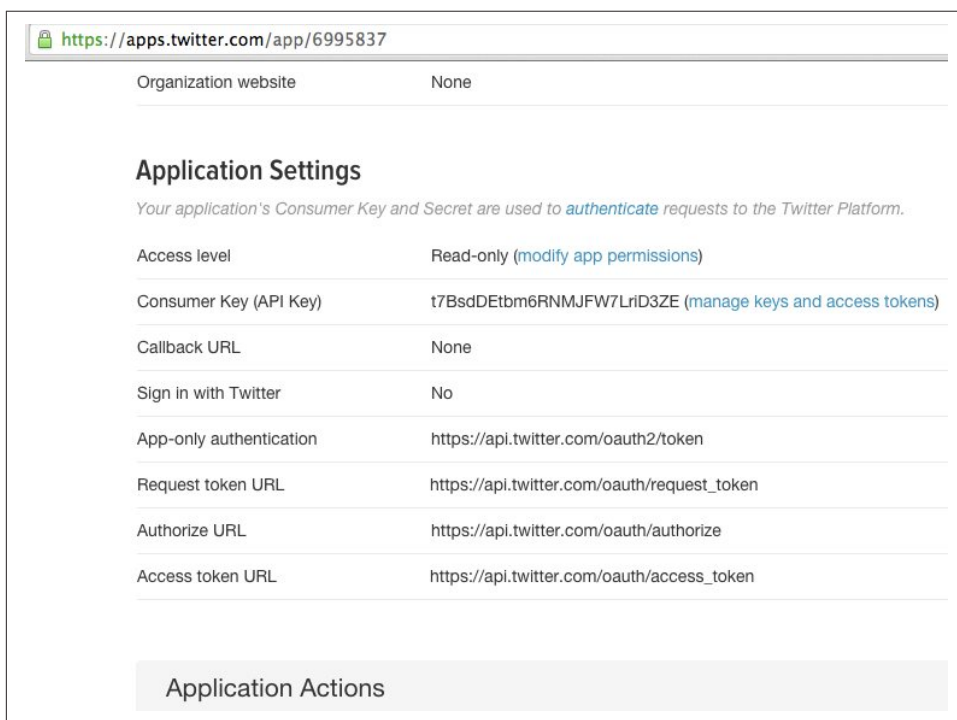 https://apps.twitter.com/app/6995837
Organization website None
Application Settings
Your application's Consumer Key and Secret are used to authenticate requests to the Twitter Platform.
Access level Read-only (modify app permissions)
Consumer Key (API Key) t7BsdDEtbm6RNMJFW7LriD3ZE (manage keys and access tokens)
Callback URL None
Sign in with Twitter No
App-only authentication https://api.twitter.com/oauth2/token
Request token URL https://api.twitter.com/oauth/request_token
Authorize URL https://api.twitter.com/oauth/authorize
Access token URL https://api.twitter.com/oauth/access_token
Application Actions